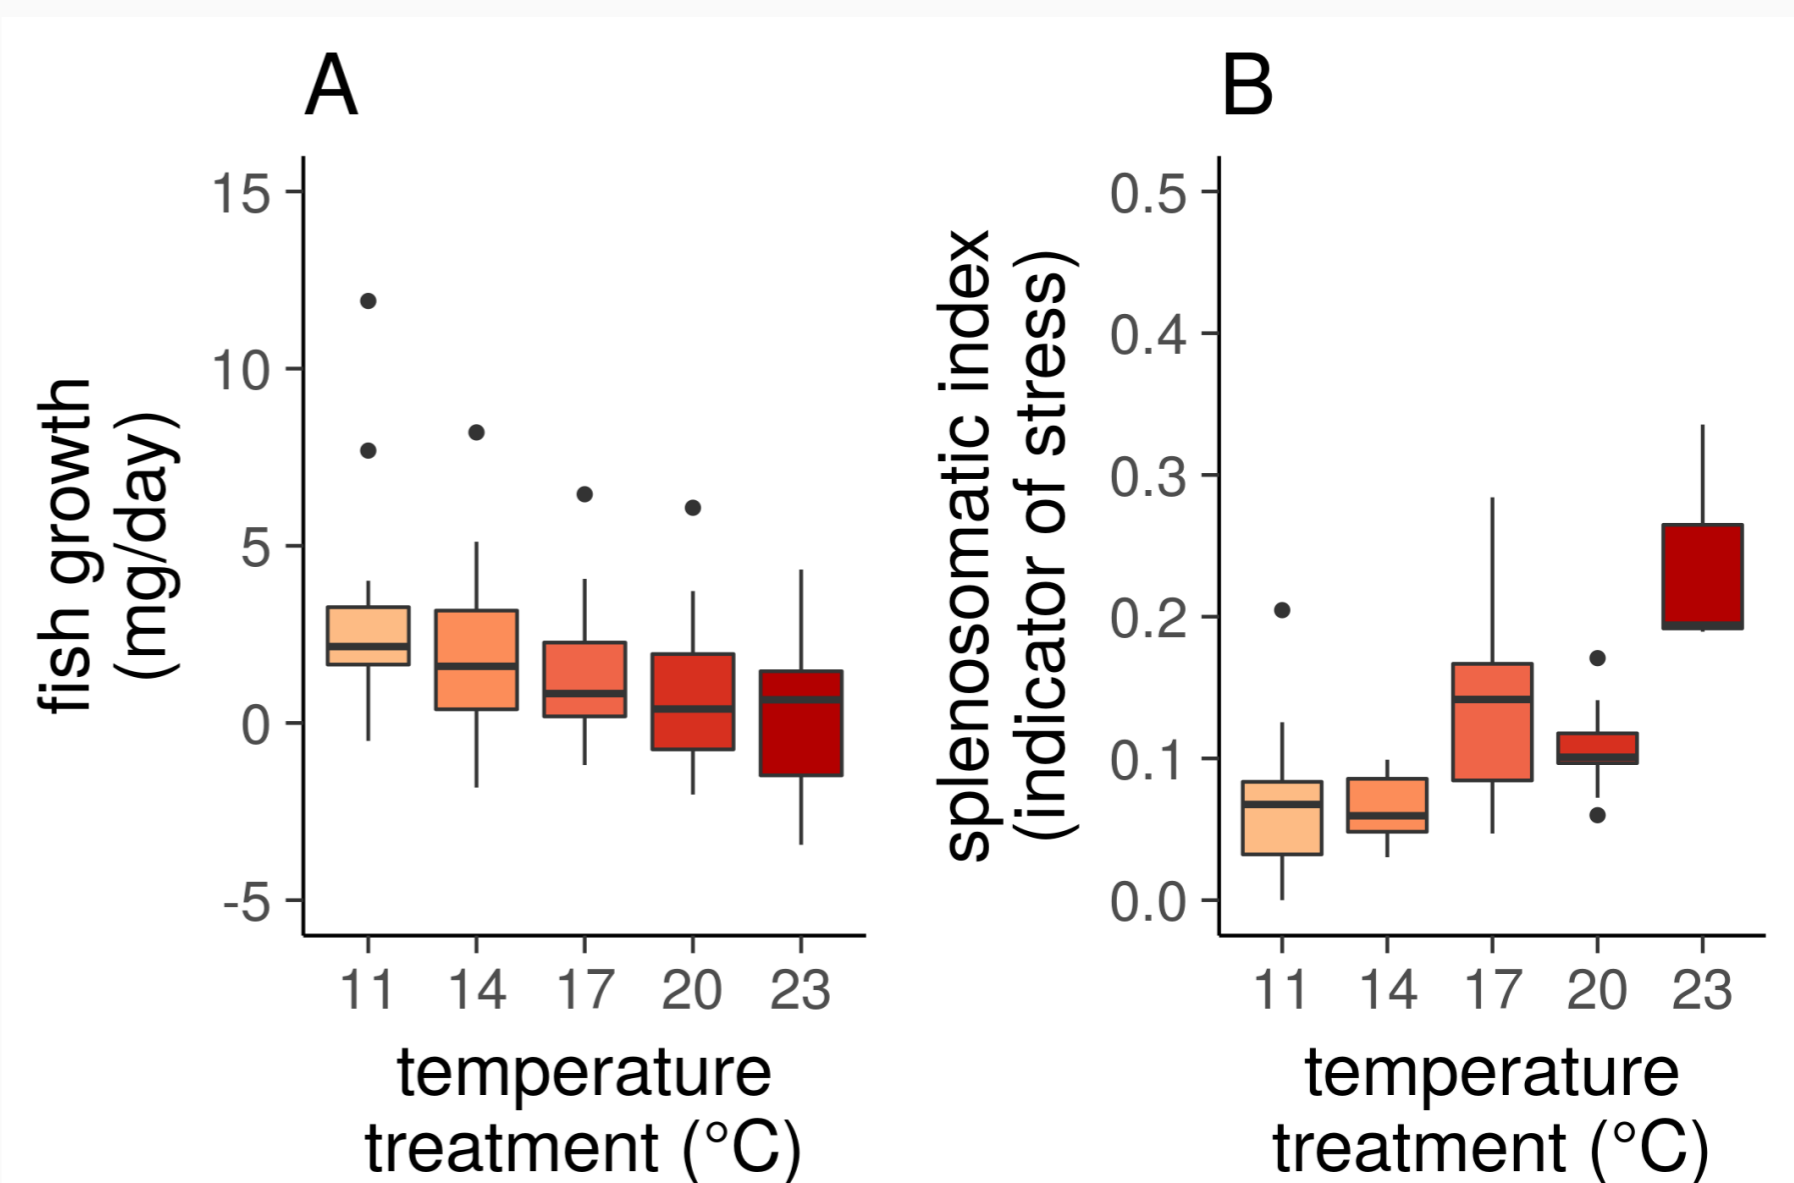 A
fish growth
(mg/day)
15
10
5
0
-5
11 14 17 20 23
temperature
treatment (°C)
B
splenosomatic index
(indicator of stress)
0.5
0.4
0.3
0.2
0.1
0.0
11 14 17 20 23
temperature
treatment (°C)